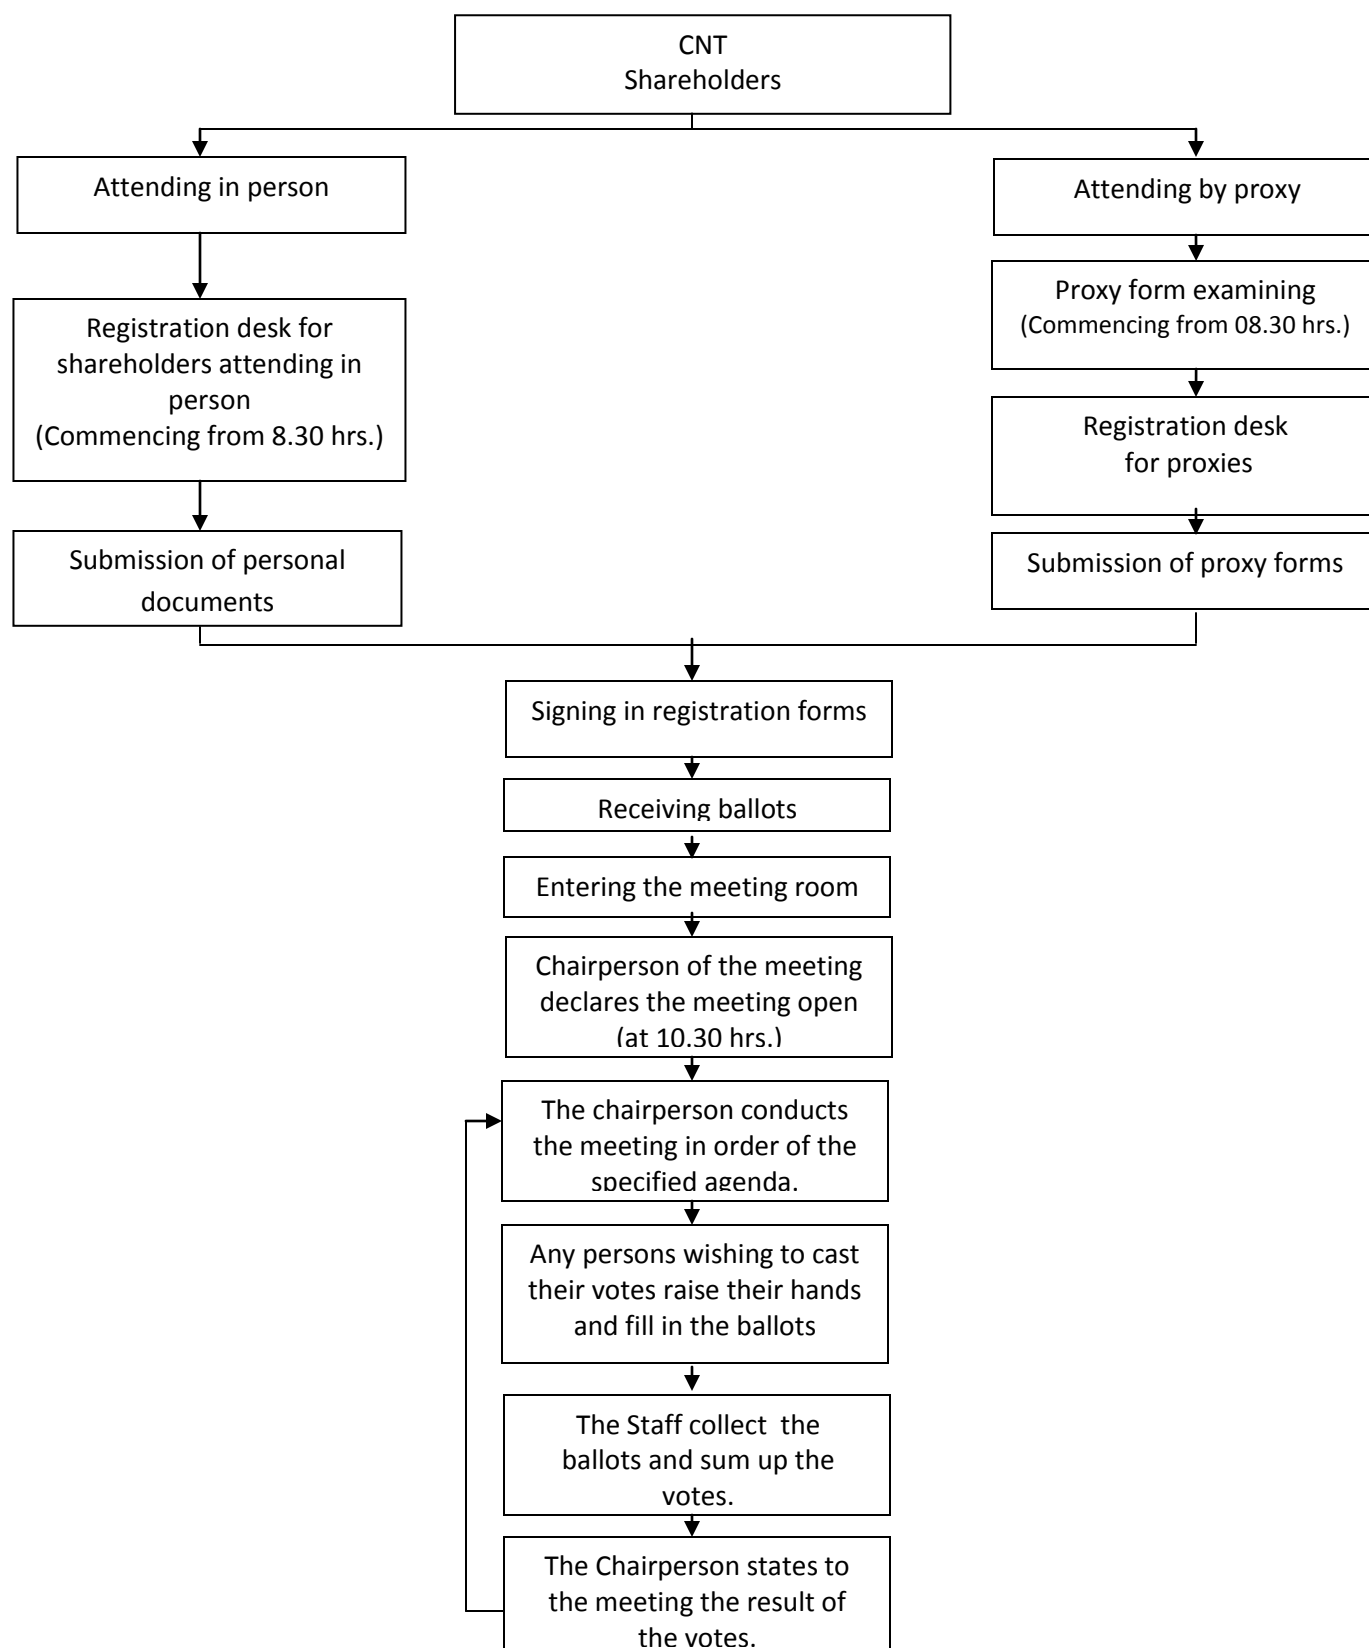 CNT
Shareholders
Attending in person
Attending by proxy
Registration desk for
shareholders attending in
person
(Commencing from 8.30 hrs.)
Proxy form examining
(Commencing from 08.30 hrs.)
Registration desk
for proxies
Submission of personal
documents
Submission of proxy forms
Signing in registration forms
Receiving ballots
Entering the meeting room
Chairperson of the meeting
declares the meeting open
(at 10.30 hrs.)
The chairperson conducts
the meeting in order of the
specified agenda.
Any persons wishing to cast
their votes raise their hands
and fill in the ballots
The Staff collect  the
ballots and sum up the
votes.
The Chairperson states to
the meeting the result of
the votes.